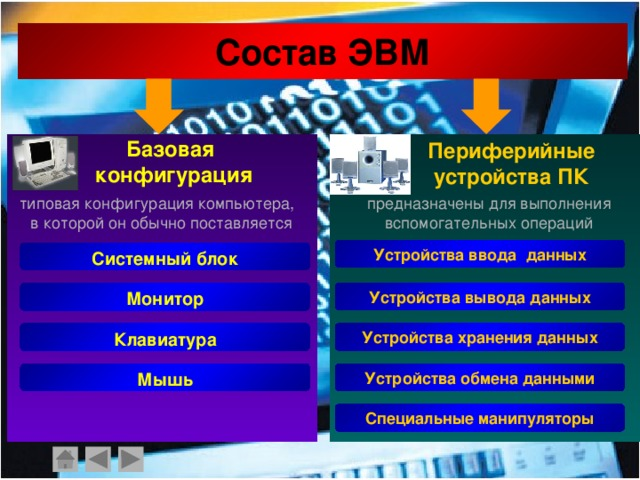 Состав ЭВМ
Базовая
конфигурация
типовая конфигурация компьютера,
в которой он обычно поставляется
Системный блок
Монитор
Клавиатура
Мышь
Периферийные
устройства ПК
предназначены для выполнения
вспомогательных операций
Устройства ввода данных
Устройства вывода данных
Устройства хранения данных
Устройства обмена данными
Специальные манипуляторы